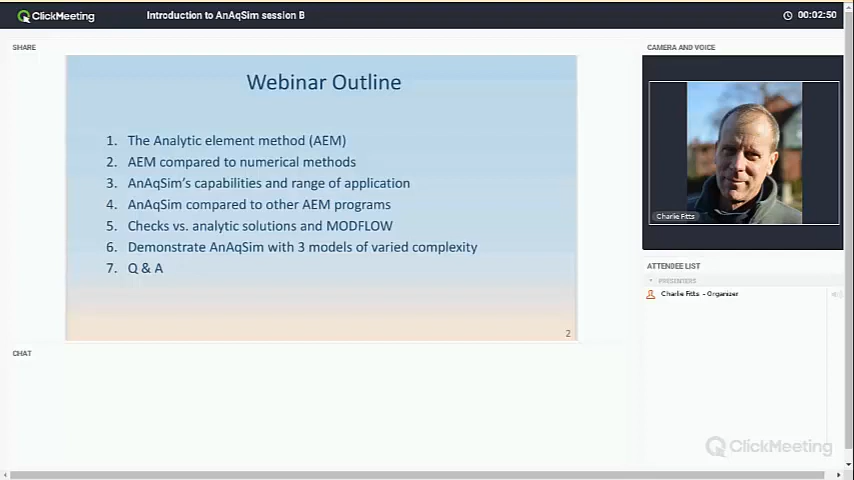 ClickMeeting
Introduction to AnAqSim session B
00:02:50
SHARE
CAMERA AND VOICE
Webinar Outline
1. The Analytic element method (AEM)
2. AEM compared to numerical methods
3. AnAqSim's capabilities and range of application
4. AnAqSim compared to other AEM programs
5. Checks vs. analytic solutions and MODFLOW
6. Demonstrate AnAqSim with 3 models of varied complexity
7. Q & A
2
Charlie Fitts
ATTENDEE LIST
PRESENTERS
Charlie Fitts - Organizer
CHAT
ClickMeeting